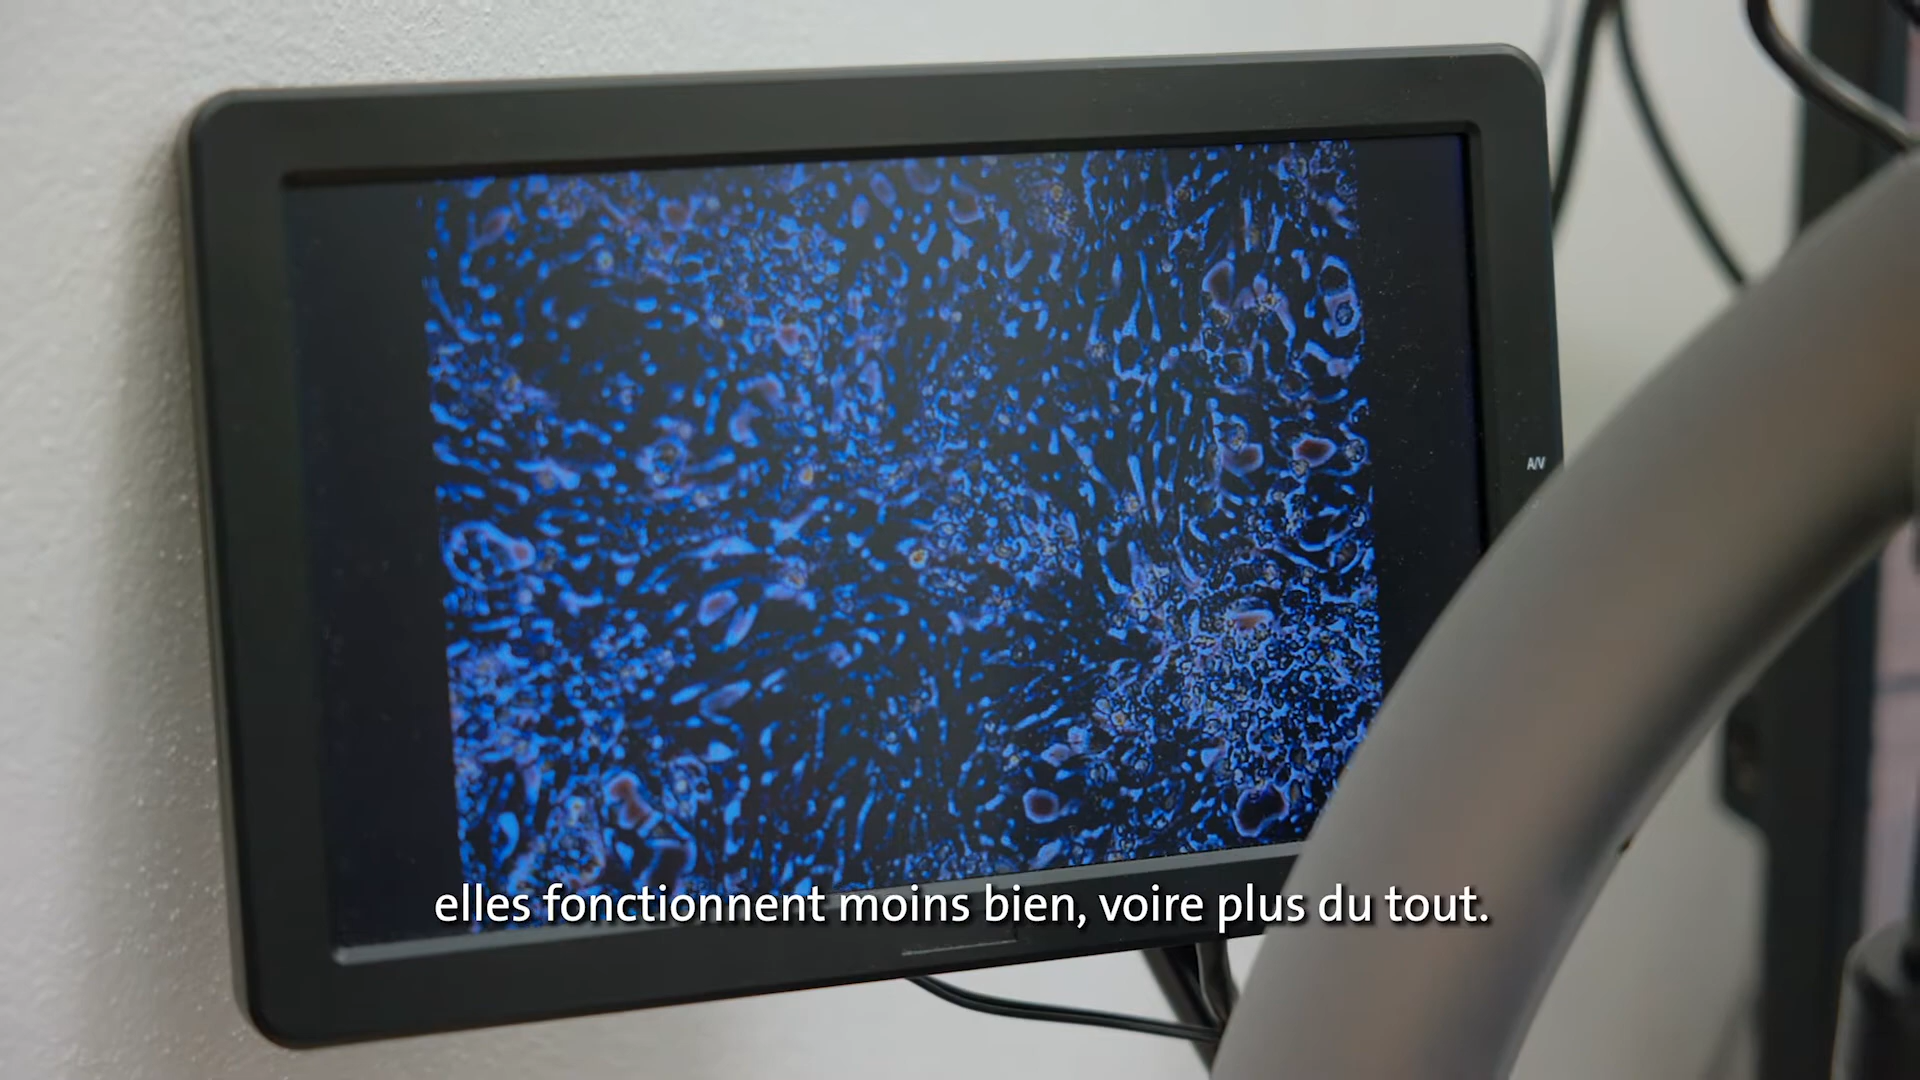 A/V
elles fonctionnent moins bien, voire plus du tout.